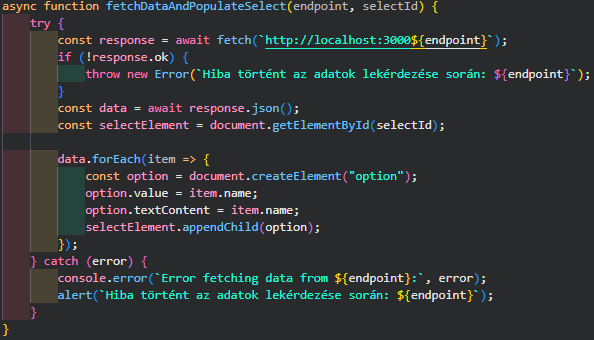 async function fetchDataAndPopulateSelect(endpoint, selectId) {
    try {
        const response = await fetch(`http://localhost:3000${endpoint}`);
        if (!response.ok) {
            throw new Error(`Hiba történt az adatok lekérdezése során: ${endpoint}`);
        }
        const data = await response.json();
        const selectElement = document.getElementById(selectId);

        data.forEach(item => {
            const option = document.createElement("option");
            option.value = item.name;
            option.textContent = item.name;
            selectElement.appendChild(option);
        });
    } catch (error) {
        console.error(`Error fetching data from ${endpoint}:`, error);
        alert(`Hiba történt az adatok lekérdezése során: ${endpoint}`);
    }
}